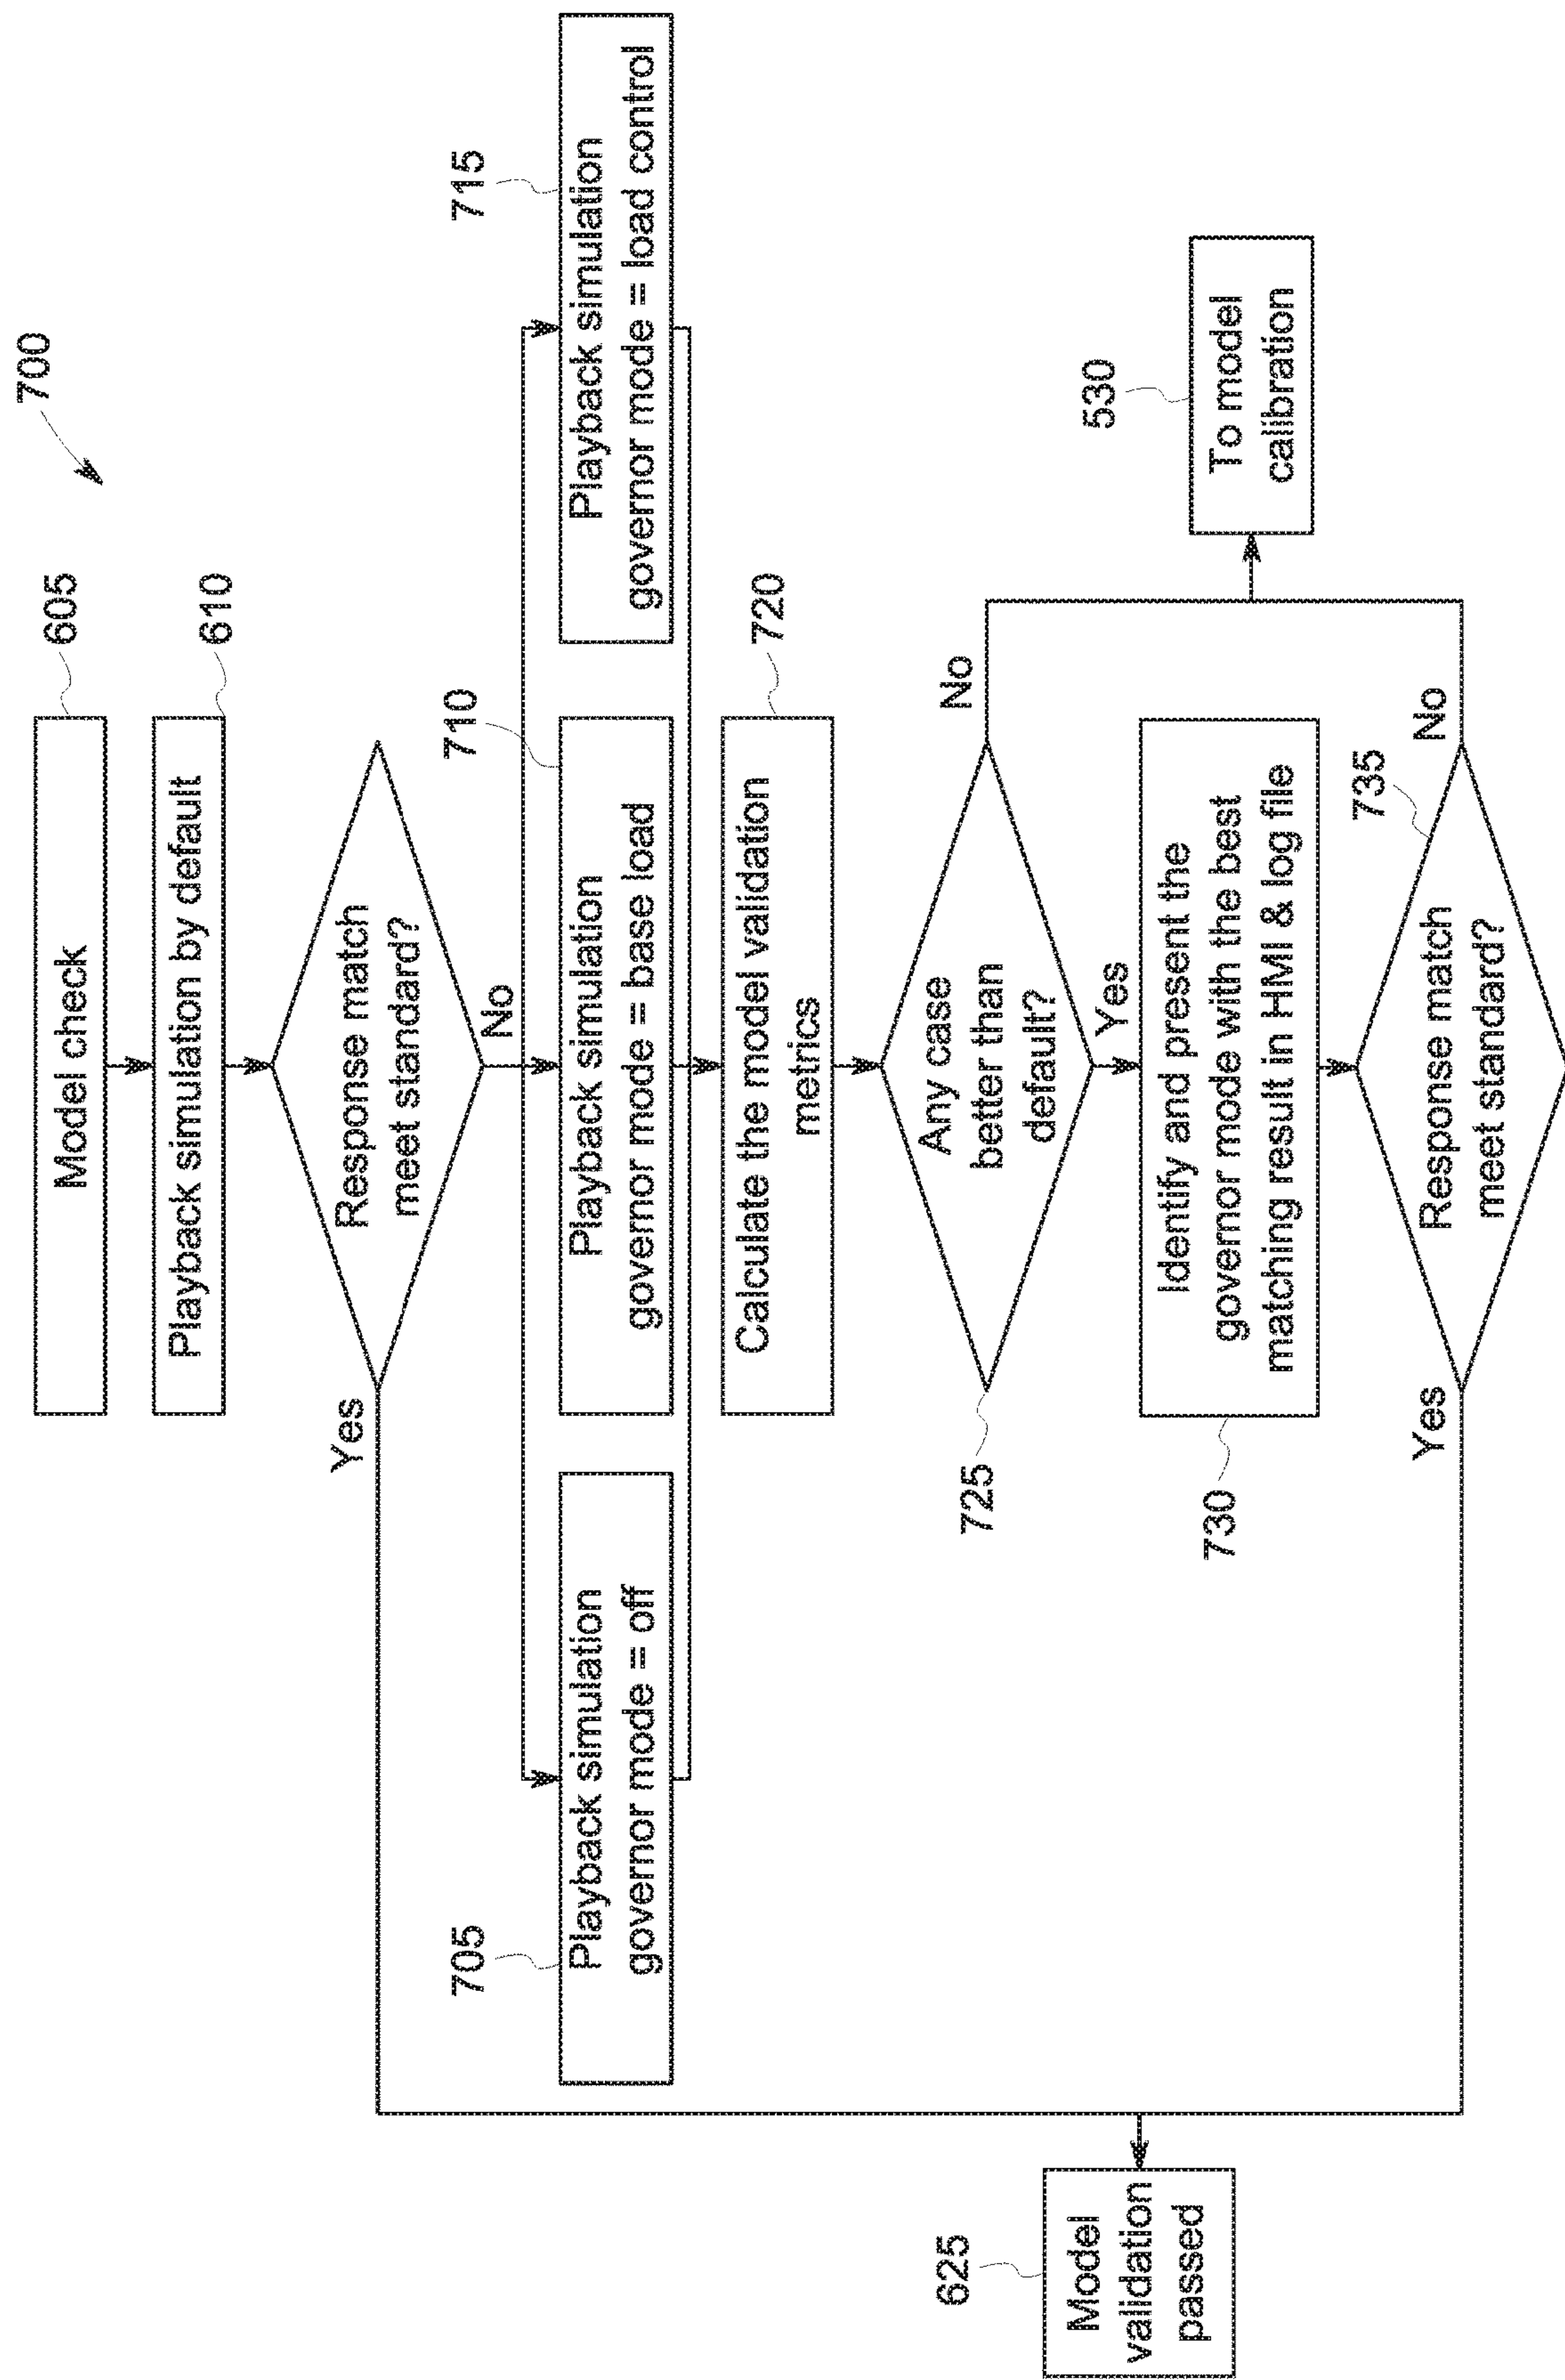 700
Model check
605
Playback simulation by default
610
Response match
meet standard?
Yes
No
705
Playback simulation
governor mode = off
710
Playback simulation
governor mode = base load
715
Playback simulation
governor mode = load control
Calculate the model validation
metrics
720
Any case
better than
default?
725
No
Yes
Identify and present the
governor mode with the best
matching result in HMI & log file
730
Response match
meet standard?
735
Yes
No
625
Model
validation
passed
530
To model
calibration